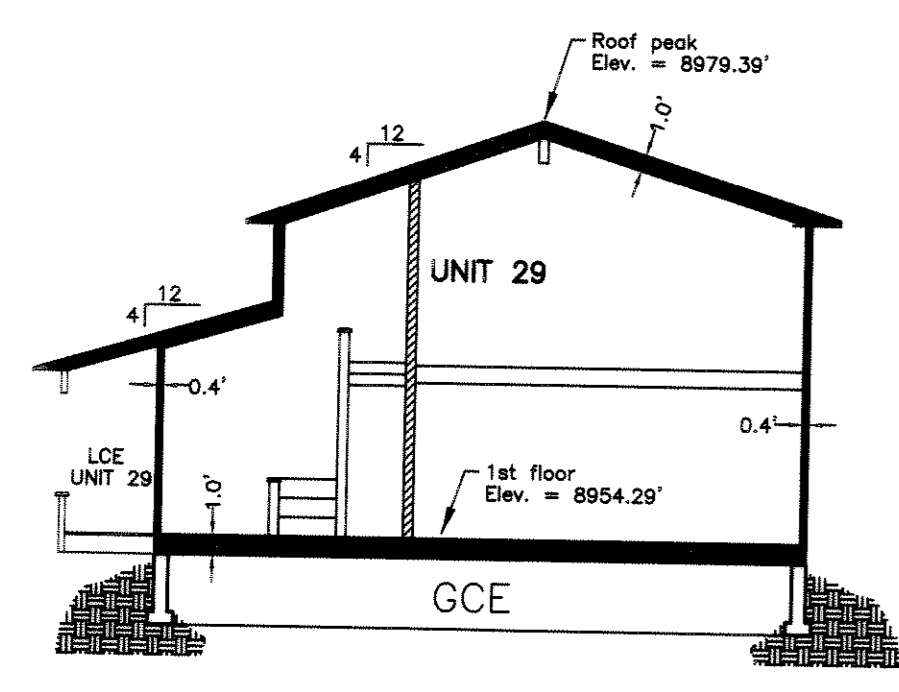 Roof peak
Elev. = 8979.39'
1.0'
12
4
UNIT 29
12
4
0.4'
0.4'
LCE
UNIT 29
1.0'
1st floor
Elev. = 8954.29'
GCE